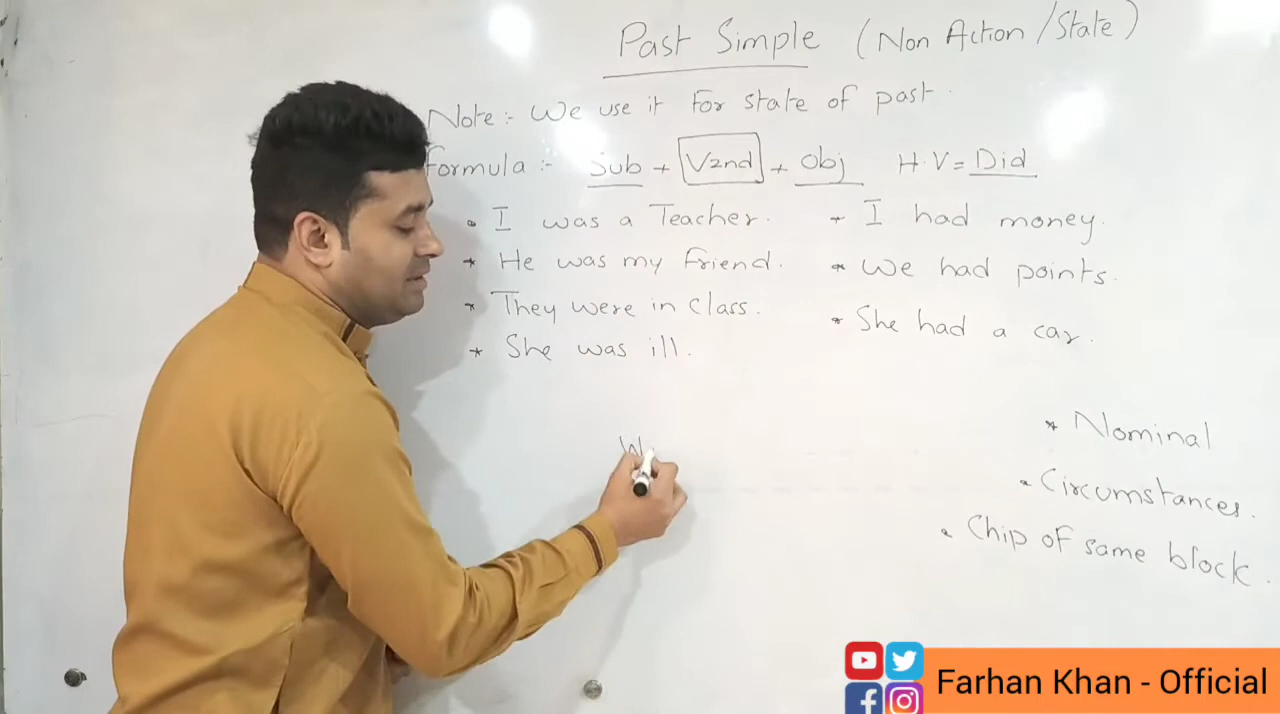 Past Simple (Non Action/State)
Note:- We use it for state of past.
Formula:- Sub + V2nd + Obj H.V = Did
• I was a Teacher.
* He was my friend.
* They were in class.
* She was ill.
* I had money.
* We had points.
* She had a car.
W
* Nominal
• Circumstances.
• Chip of same block.
Farhan Khan - Official